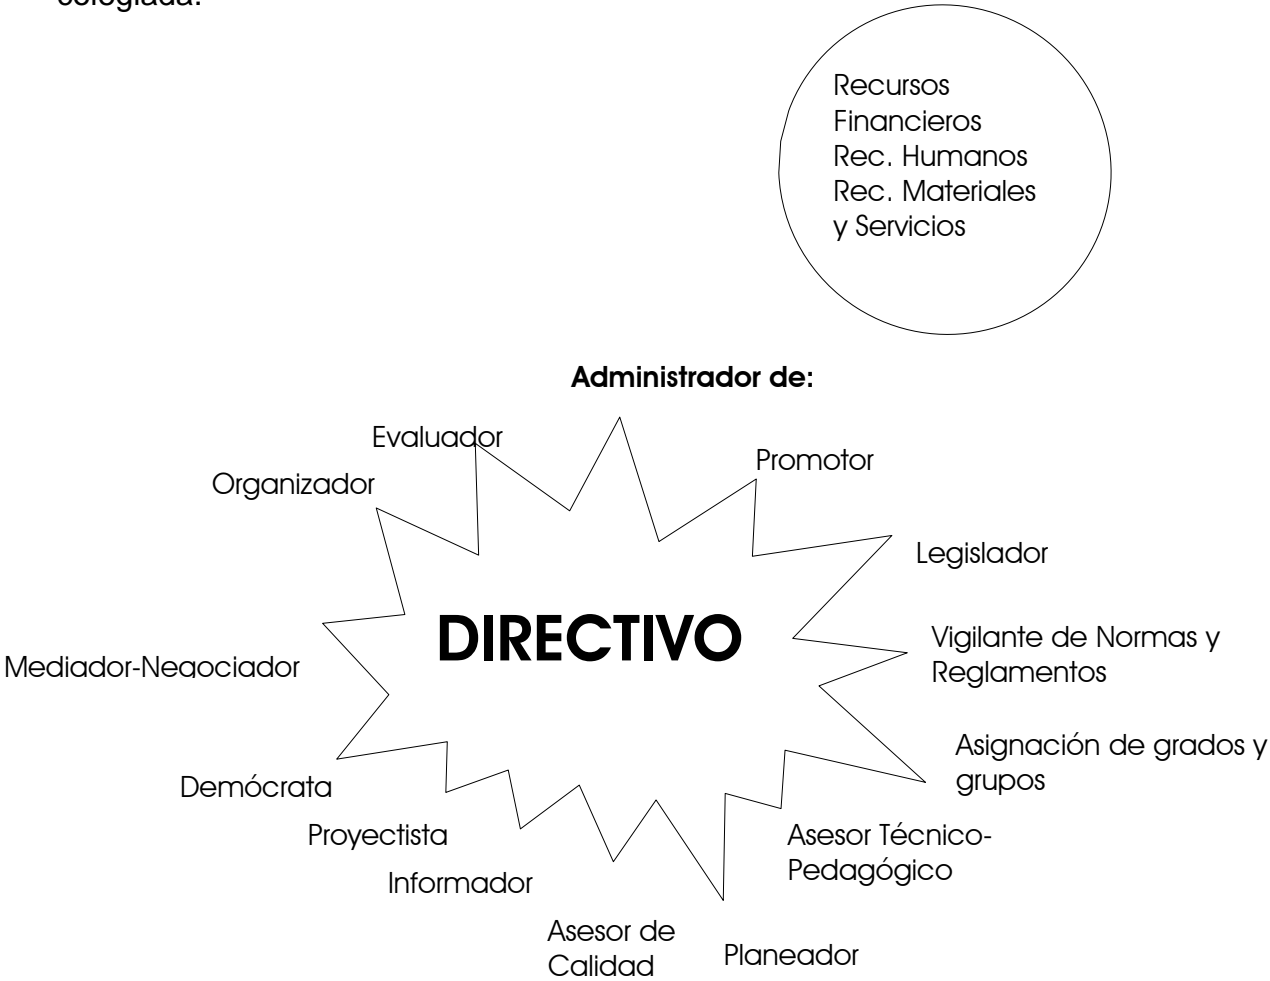 colegiada.
Recursos
Financieros
Rec. Humanos
Rec. Materiales
y Servicios
Administrador de:
Evaluador
Promotor
Organizador
Legislador
DIRECTIVO
Vigilante de Normas y
Reglamentos
Mediador-Negociador
Asignación de grados y
grupos
Demócrata
Proyectista
Asesor Técnico-
Pedagógico
Informador
Asesor de
Calidad
Planeador